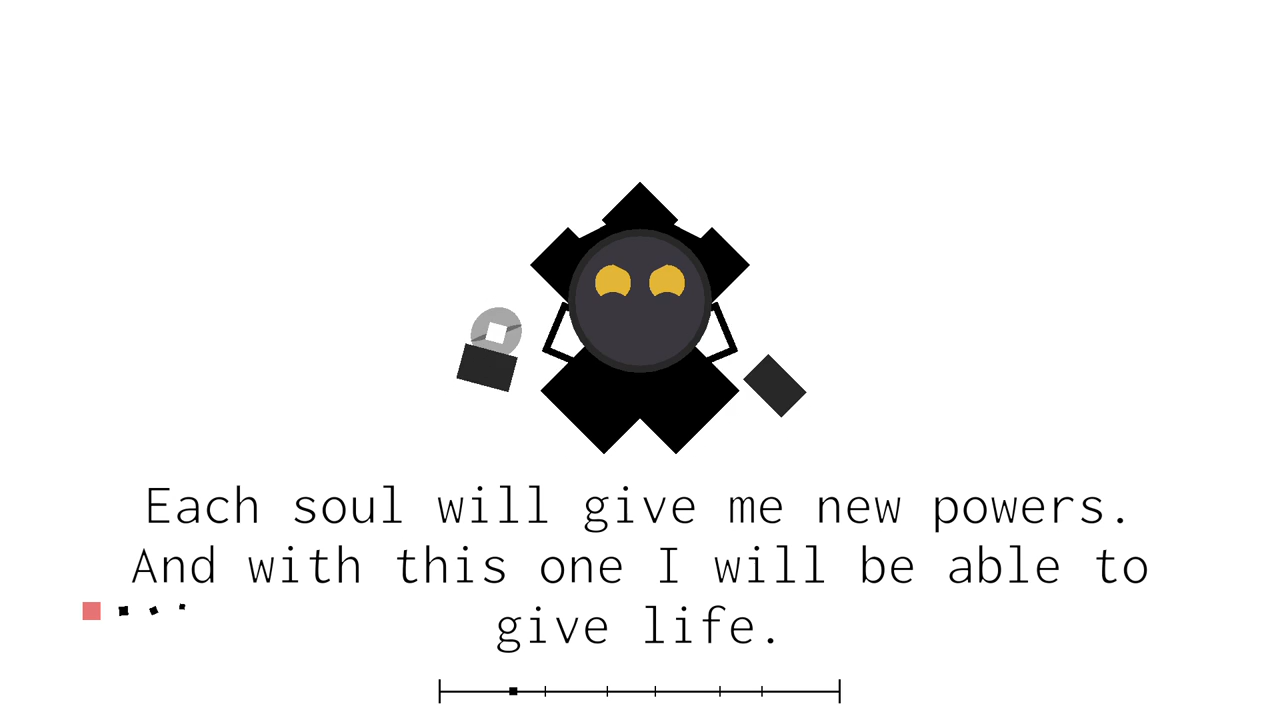 Each soul will give me new powers.
And with this one I will be able to
give life.